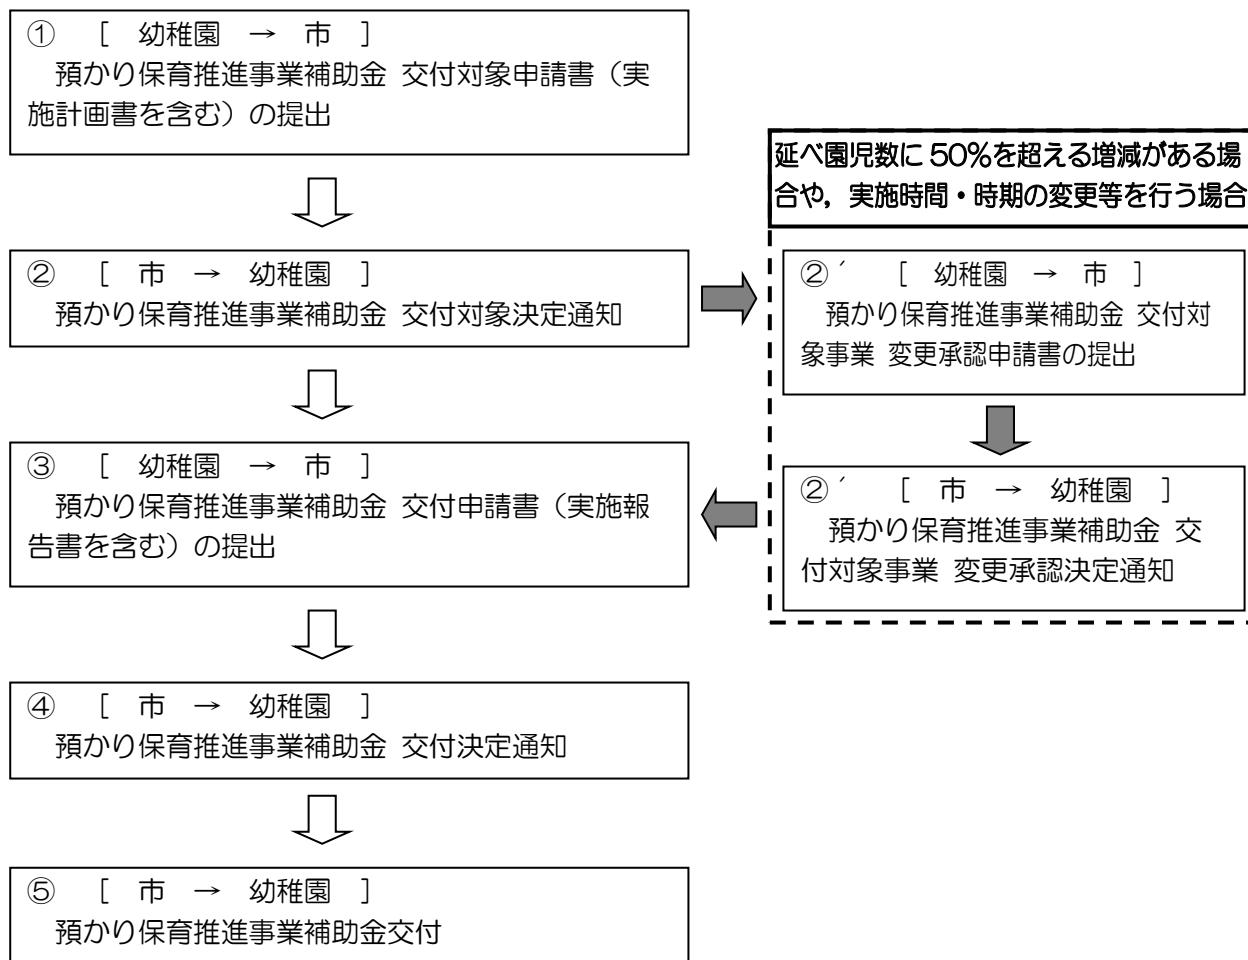 ① [ 幼稚園 → 市 ]
預かり保育推進事業補助金 交付対象申請書（実
施計画書を含む）の提出
② [ 市 → 幼稚園 ]
預かり保育推進事業補助金 交付対象決定通知
延べ園児数に 50%を超える増減がある場
合や，実施時間・時期の変更等を行う場合
②´ [ 幼稚園 → 市 ]
預かり保育推進事業補助金 交付対
象事業 変更承認申請書の提出
②´ [ 市 → 幼稚園 ]
預かり保育推進事業補助金 交
付対象事業 変更承認決定通知
③ [ 幼稚園 → 市 ]
預かり保育推進事業補助金 交付申請書（実施報
告書を含む）の提出
④ [ 市 → 幼稚園 ]
預かり保育推進事業補助金 交付決定通知
⑤ [ 市 → 幼稚園 ]
預かり保育推進事業補助金交付